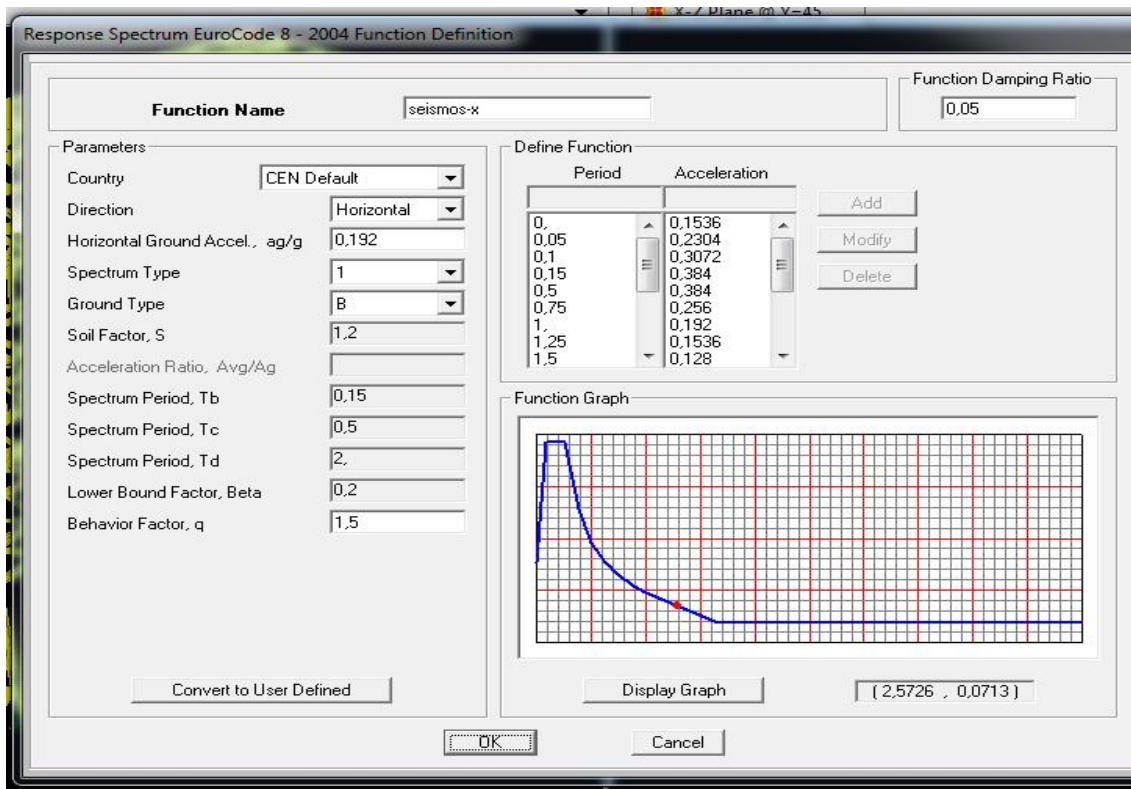 X-Z Plane @ Y=45
Response Spectrum EuroCode 8 - 2004 Function Definition
Function Name
seismos-x
Function Damping Ratio
0,05
Parameters
Country
CEN Default
Direction
Horizontal
Horizontal Ground Accel., ag/g
0,192
Spectrum Type
1
Ground Type
B
Soil Factor, S
1,2
Acceleration Ratio, Avg/Ag
Spectrum Period, Tb
0,15
Spectrum Period, Tc
0,5
Spectrum Period, Td
2,
Lower Bound Factor, Beta
0,2
Behavior Factor, q
1,5
Convert to User Defined
Define Function
Period Acceleration
0, 0,1536
0,05 0,2304
0,1 0,3072
0,15 0,384
0,5 0,384
0,75 0,256
1, 0,192
1,25 0,1536
1,5 0,128
Add
Modify
Delete
Function Graph
Display Graph
(2,5726 , 0,0713)
OK
Cancel